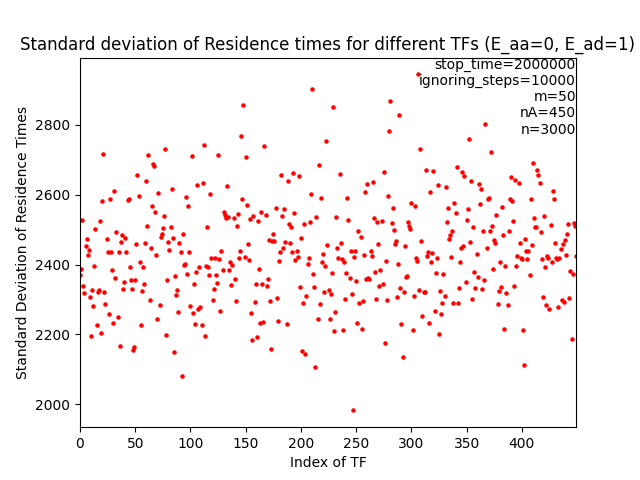 Standard deviation of Residence times for different TFs (E_aa=0, E_ad=1)
stop_time=2000000
ignoring_steps=10000
m=50
nA=450
n=3000
Standard Deviation of Residence Times
2800
2600
2400
2200
2000
0 50 100 150 200 250 300 350 400
Index of TF